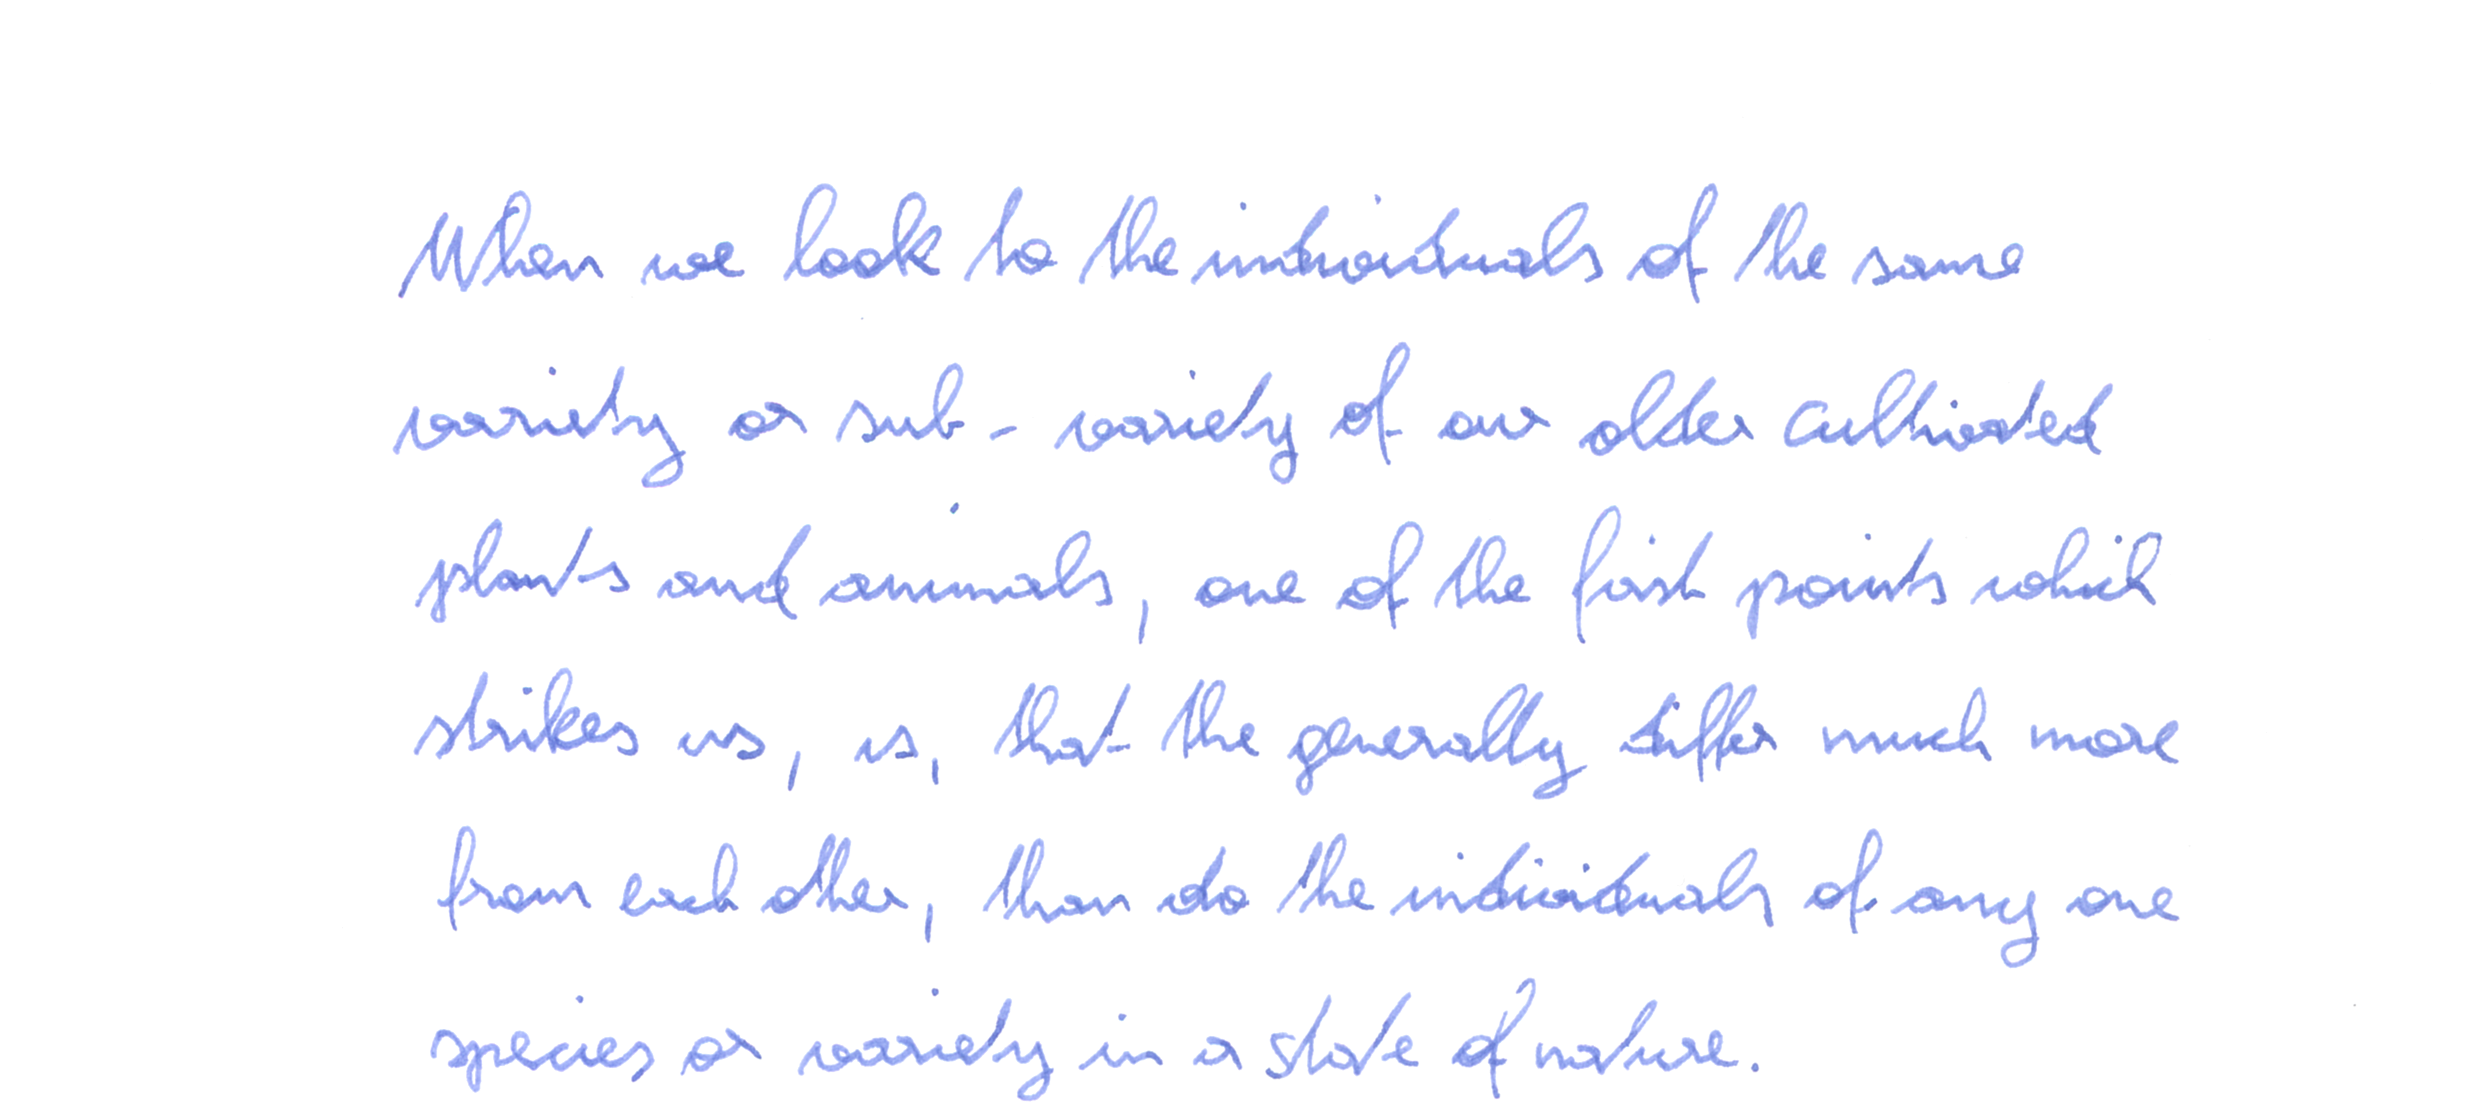 When we look to the individuals of the same
variety or sub-variety of our older cultivated
plants and animals, one of the first points which
strikes us, is, that the generally differ much more
from each other, than do the individuals of any one
species or variety in a state of nature.